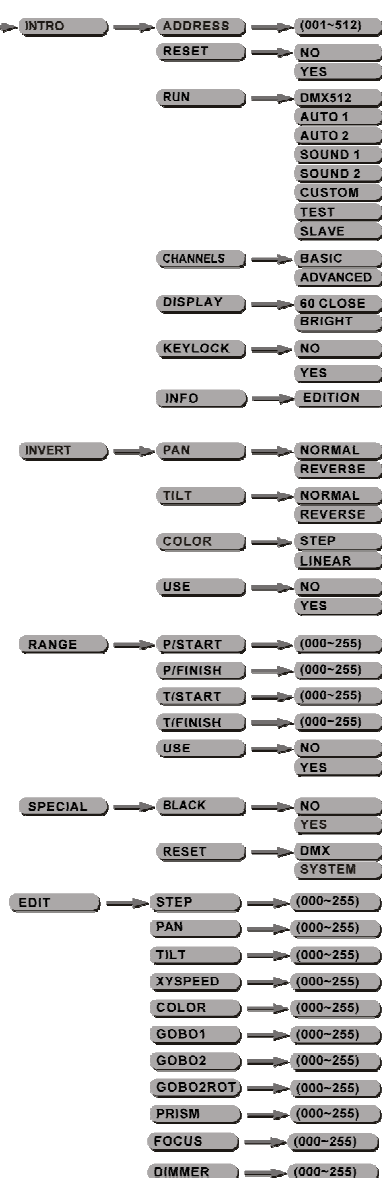 INTRO ADDRESS (001~512)
RESET NO
YES
RUN DMX512
AUTO 1
AUTO 2
SOUND 1
SOUND 2
CUSTOM
TEST
SLAVE
CHANNELS BASIC
ADVANCED
DISPLAY 60 CLOSE
BRIGHT
KEYLOCK NO
YES
INFO EDITION
INVERT PAN NORMAL
REVERSE
TILT NORMAL
REVERSE
COLOR STEP
LINEAR
USE NO
YES
RANGE P/START (000~255)
P/FINISH (000~255)
T/START (000~255)
T/FINISH (000~255)
USE NO
YES
SPECIAL BLACK NO
YES
RESET DMX
SYSTEM
EDIT STEP (000~255)
PAN (000~255)
TILT (000~255)
XYSPEED (000~255)
COLOR (000~255)
GOBO1 (000~255)
GOBO2 (000~255)
GOBO2ROT (000~255)
PRISM (000~255)
FOCUS (000~255)
DIMMER (000~255)